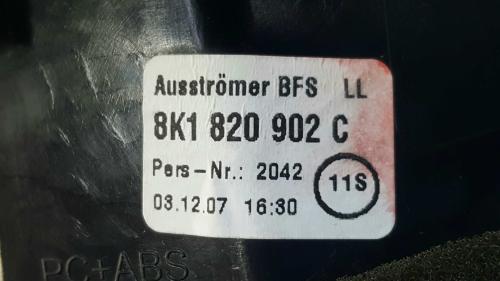 Ausströmer BFS LL
8K1 820 902 C
Pers-Nr.: 2042
11S
03.12.07 16:30
PC+ABS